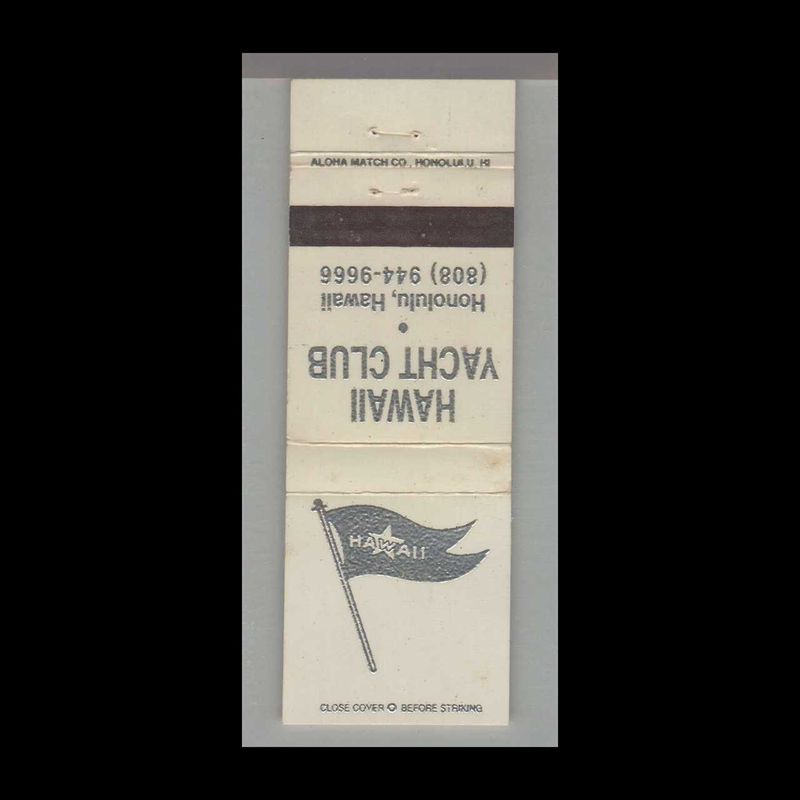 ALOHA MATCH CO., HONOLULU, HI
HAWAII
YACHT CLUB
•
Honolulu, Hawaii
(808) 944-9666
HAWAII
CLOSE COVER BEFORE STRIKING